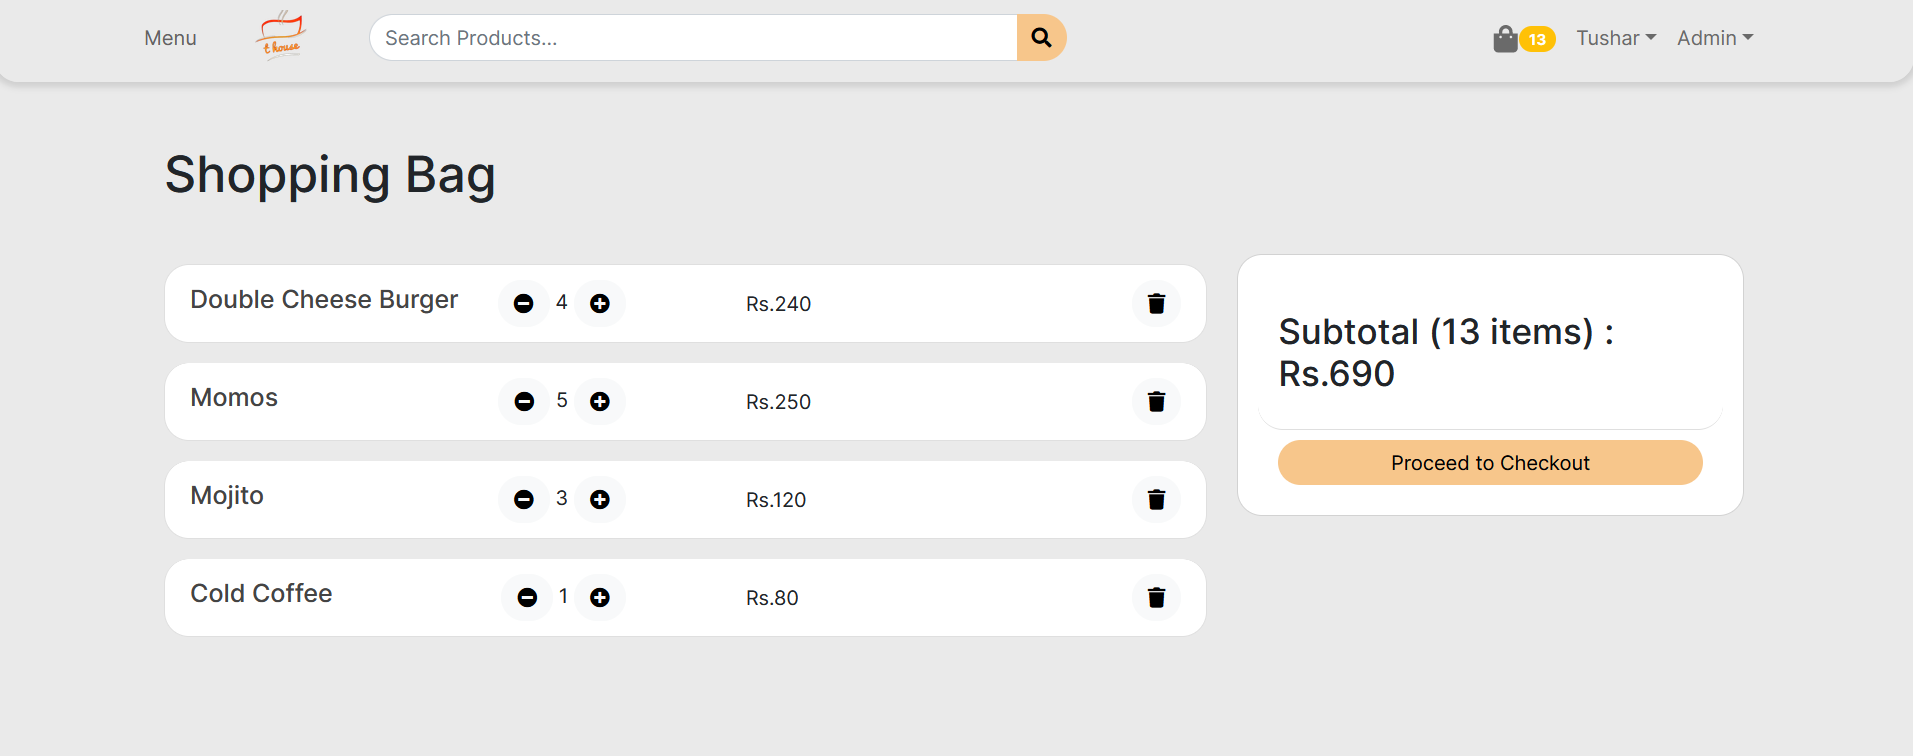 Menu
t house
Search Products...
13
Tushar
Admin
Shopping Bag
Double Cheese Burger 4 Rs.240
Momos 5 Rs.250
Mojito 3 Rs.120
Cold Coffee 1 Rs.80
Subtotal (13 items) :
Rs.690
Proceed to Checkout